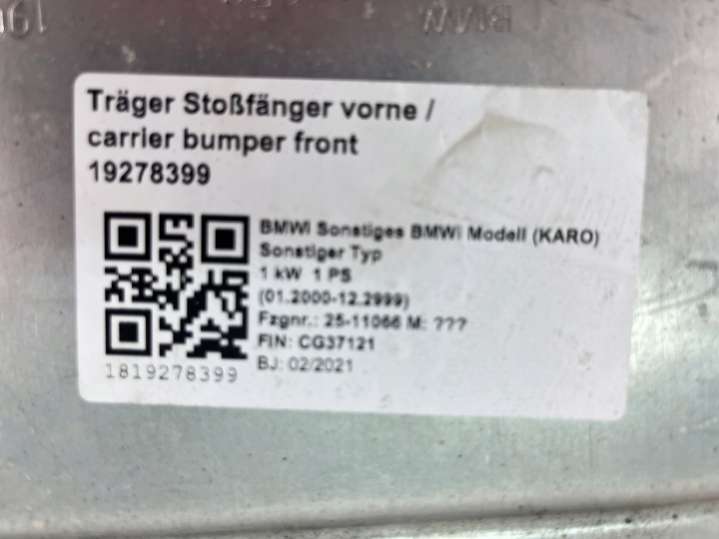 BMW
Träger Stoßfänger vorne /
carrier bumper front
19278399
BMWi Sonstiges BMWi Modell (KARO)
Sonstiger Typ
1 kW 1 PS
(01.2000-12.2999)
Fzgnr.: 25-11066 M: ???
FIN: CG37121
BJ: 02/2021
1819278399